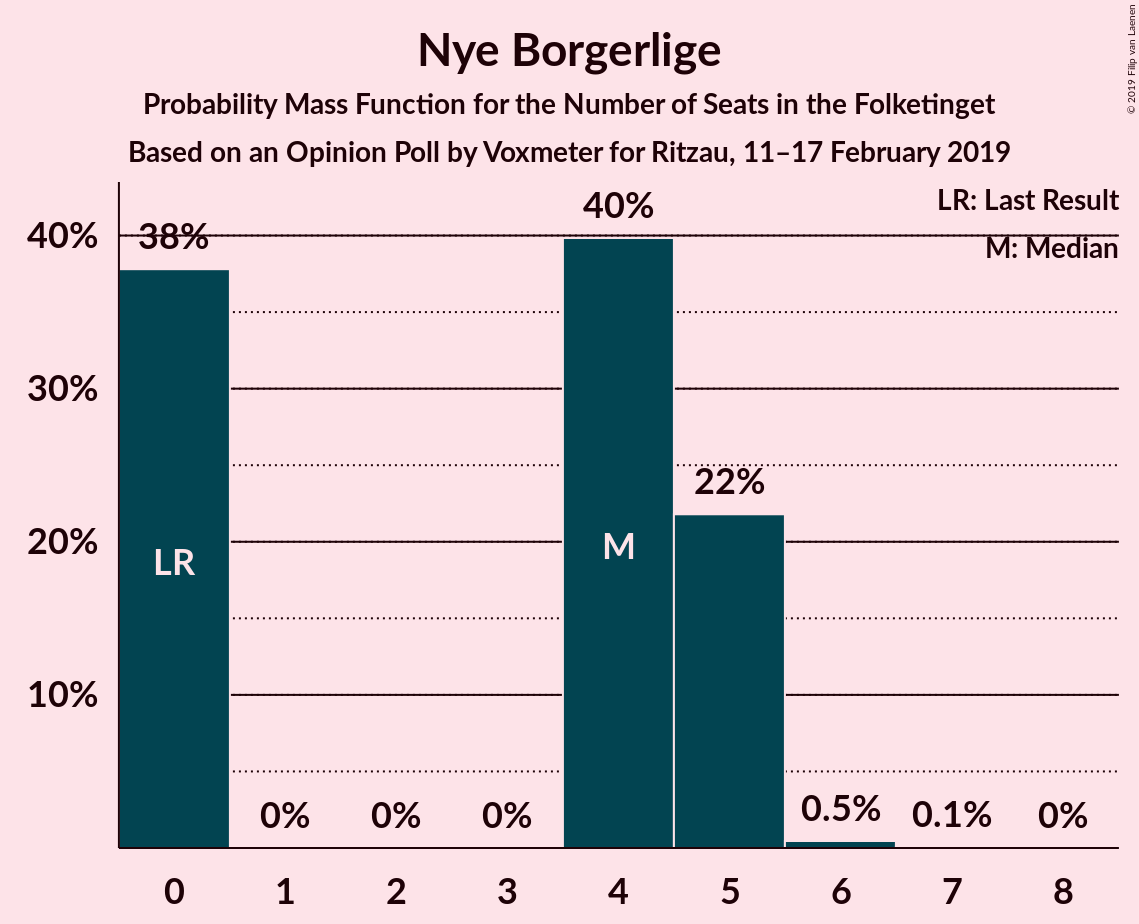 Nye Borgerlige
Probability Mass Function for the Number of Seats in the Folketinget
Based on an Opinion Poll by Voxmeter for Ritzau, 11–17 February 2019
© 2019 Filip van Laenen
LR: Last Result
M: Median
40%
30%
20%
10%
38%
0%
0%
0%
40%
22%
0.5%
0.1%
0%
LR
M
0 1 2 3 4 5 6 7 8